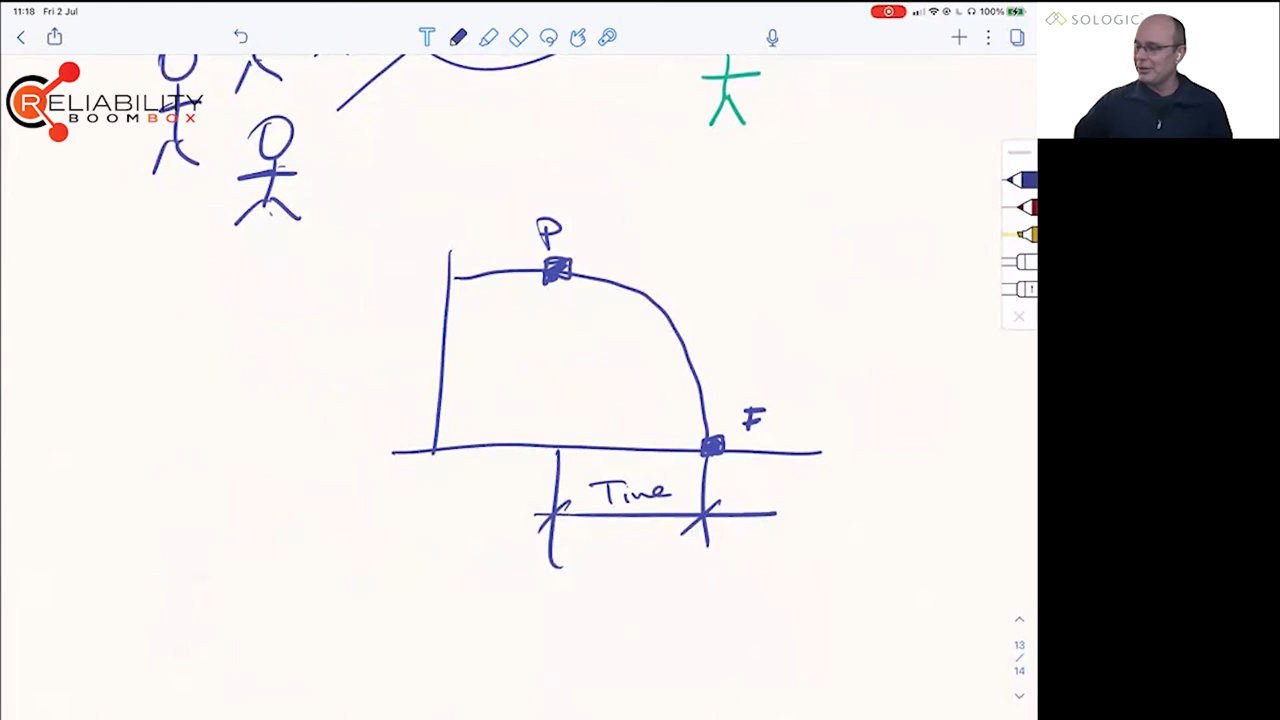 11:18 Fri 2 Jul
100%
T
SOLOGIC
RELIABILITY
BOOMBOX
P
F
Time
13
/
14